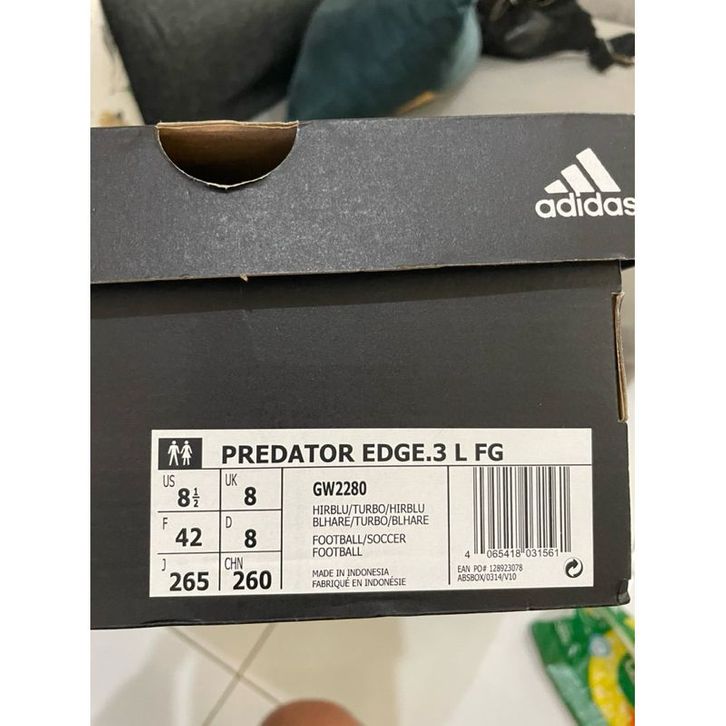 adidas
PREDATOR EDGE.3 L FG
US 8½ UK 8
F 42 D 8
J 265 CHN 260
GW2280
HIRBLU/TURBO/HIRBLU
BLHARE/TURBO/BLHARE
FOOTBALL/SOCCER
FOOTBALL
MADE IN INDONESIA
FABRIQUÉ EN INDONÉSIE
4 065418 031561
EAN PO# 128923078
ABSBOX/0314/V10